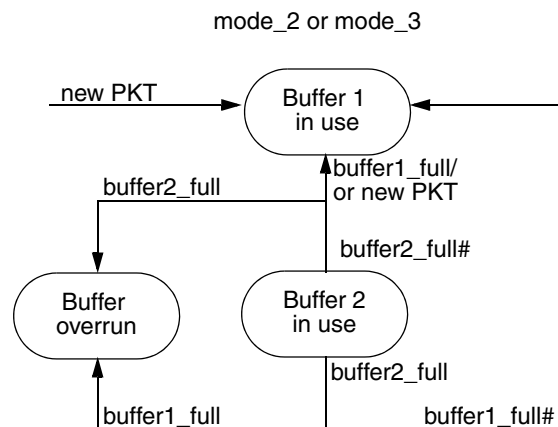 mode_2 or mode_3
new PKT
Buffer 1
in use
buffer1_full/
or new PKT
buffer2_full
buffer2_full#
Buffer
overrun
Buffer 2
in use
buffer2_full
buffer1_full
buffer1_full#